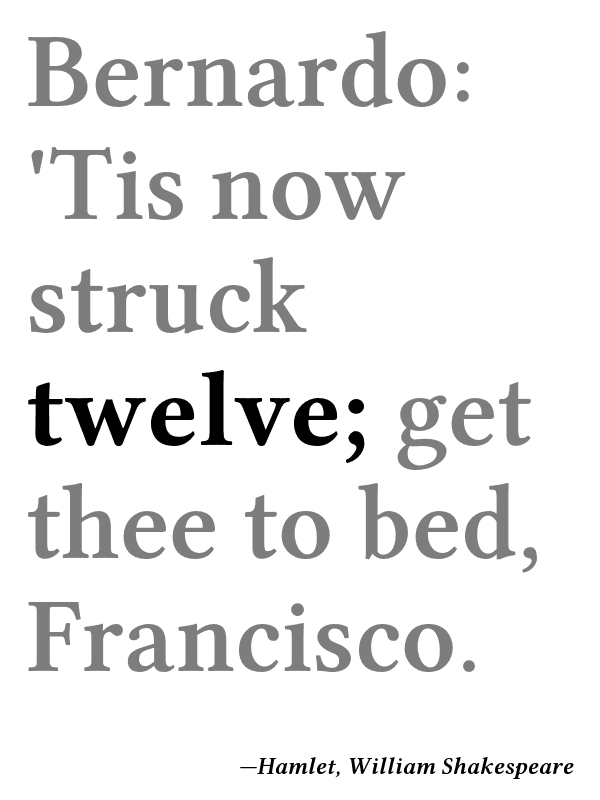 Bernardo:
'Tis now
struck
twelve; get
thee to bed,
Francisco.
—Hamlet, William Shakespeare